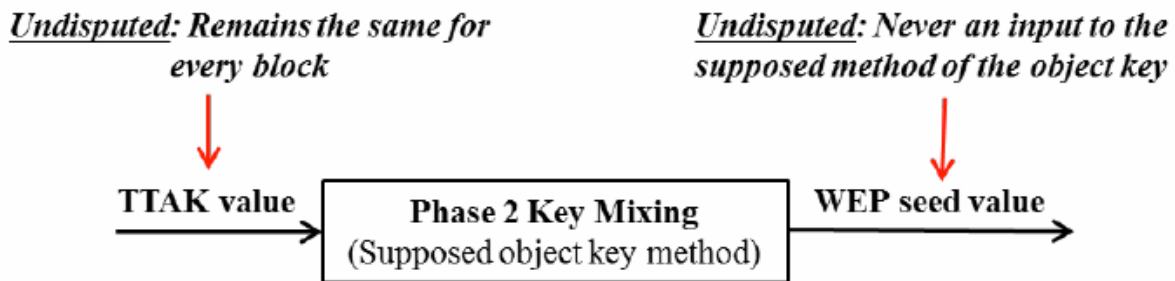 Undisputed: Remains the same for
every block
Undisputed: Never an input to the
supposed method of the object key
TTAK value
Phase 2 Key Mixing
(Supposed object key method)
WEP seed value